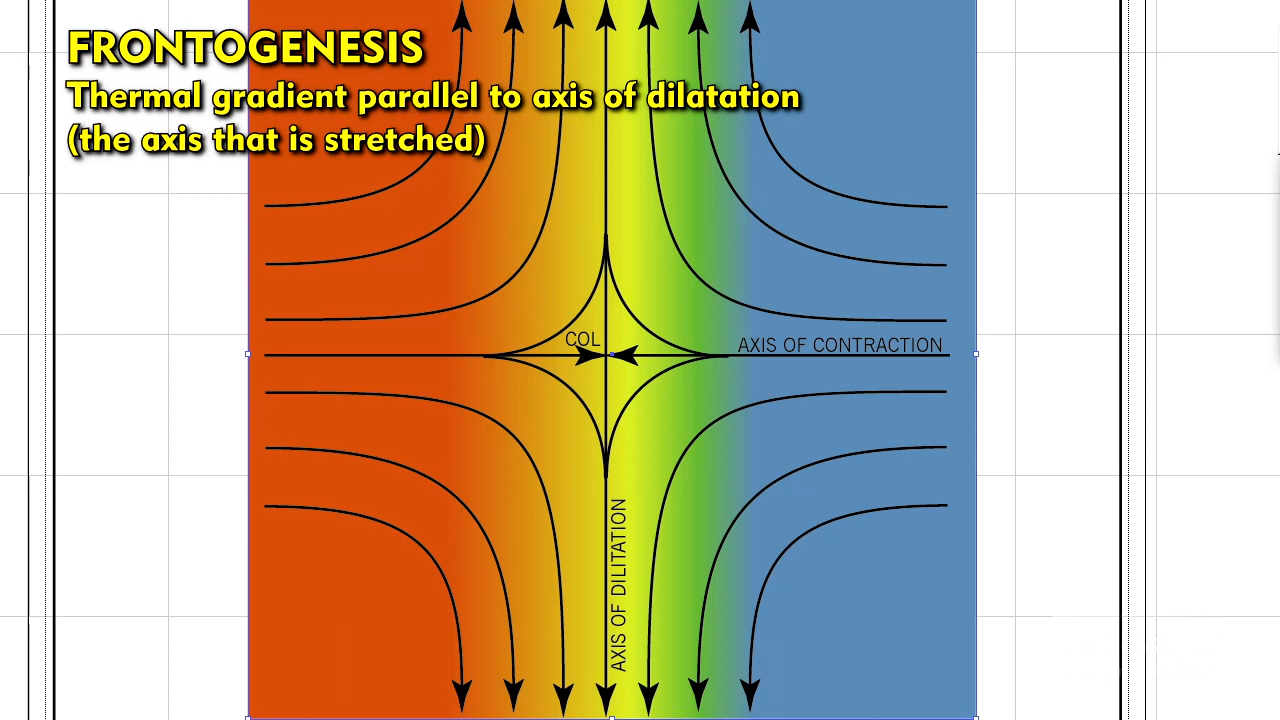 FRONTOGENESIS
Thermal gradient parallel to axis of dilatation
(the axis that is stretched)
COL
AXIS OF CONTRACTION
AXIS OF DILITATION